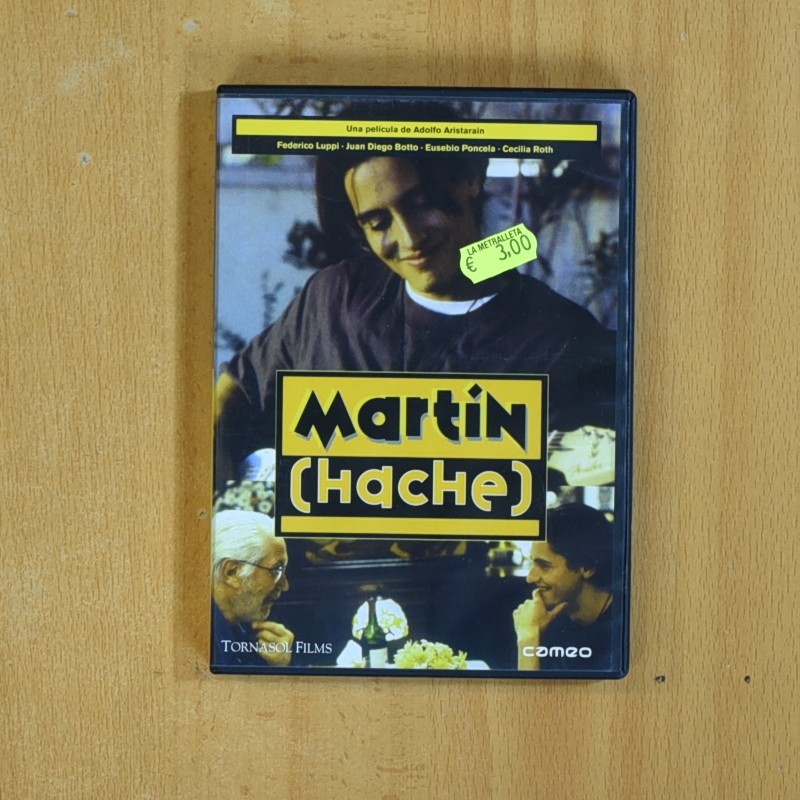 Una película de Adolfo Aristarain
Federico Luppi · Juan Diego Botto · Eusebio Poncela · Cecilia Roth
LA METRALLETA
€ 3,00
Martín
(Hache)
TORNASOL FILMS
cameo